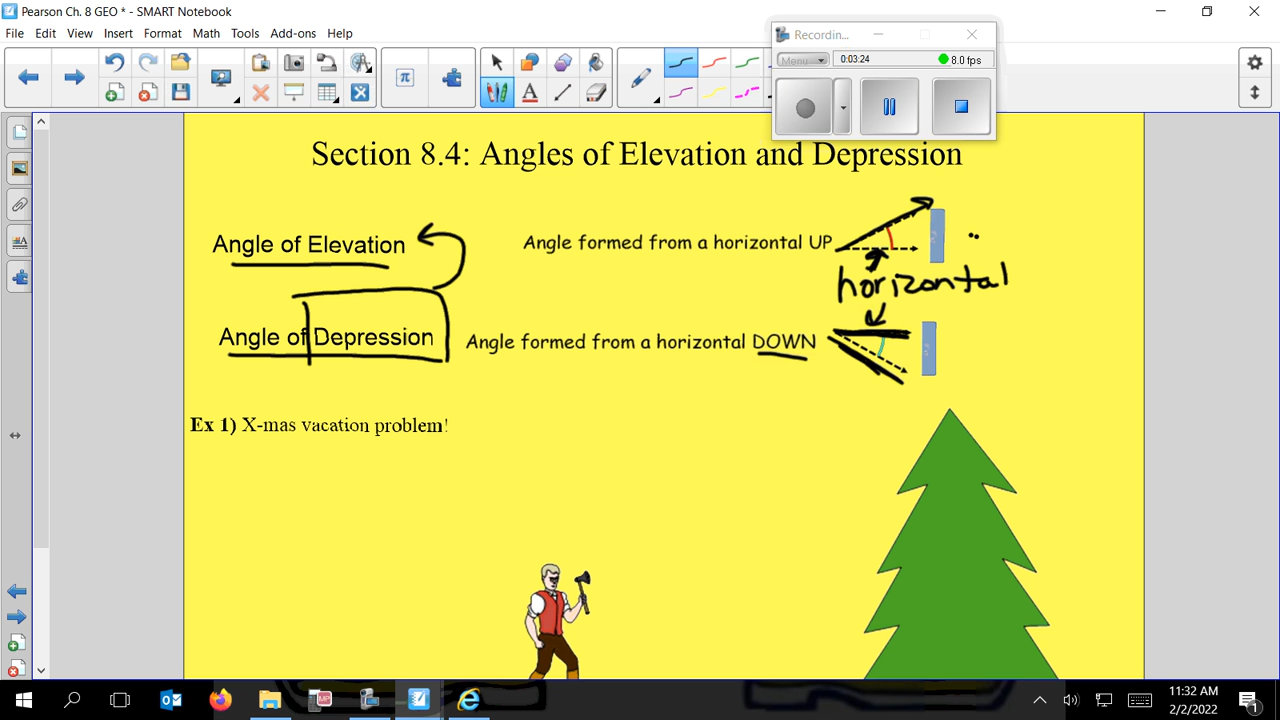 Pearson Ch. 8 GEO * - SMART Notebook
File Edit View Insert Format Math Tools Add-ons Help
Recordin...
Menu 0:03:24 8.0 fps
Section 8.4: Angles of Elevation and Depression
Angle of Elevation Angle formed from a horizontal UP
horizontal
Angle of Depression Angle formed from a horizontal DOWN
Ex 1) X-mas vacation problem!
11:32 AM
2/2/2022
1